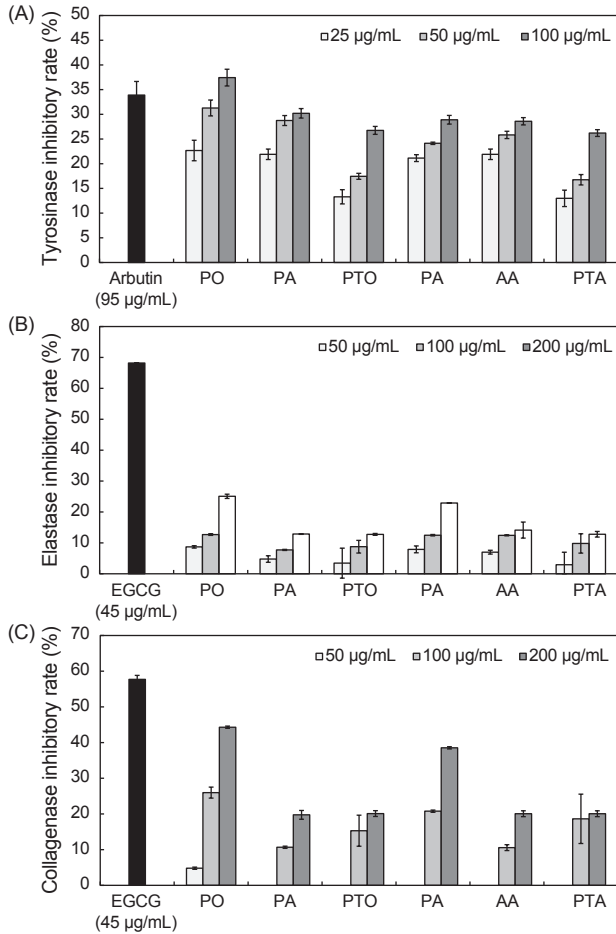 (A)
Tyrosinase inhibitory rate (%)
50
45
40
35
30
25
20
15
10
5
0
25 µg/mL 50 µg/mL 100 µg/mL
Arbutin PO PA PTO PA AA PTA
(95 µg/mL)
(B)
Elastase inhibitory rate (%)
80
70
60
50
40
30
20
10
0
50 µg/mL 100 µg/mL 200 µg/mL
EGCG PO PA PTO PA AA PTA
(45 µg/mL)
(C)
Collagenase inhibitory rate (%)
70
60
50
40
30
20
10
0
50 µg/mL 100 µg/mL 200 µg/mL
EGCG PO PA PTO PA AA PTA
(45 µg/mL)